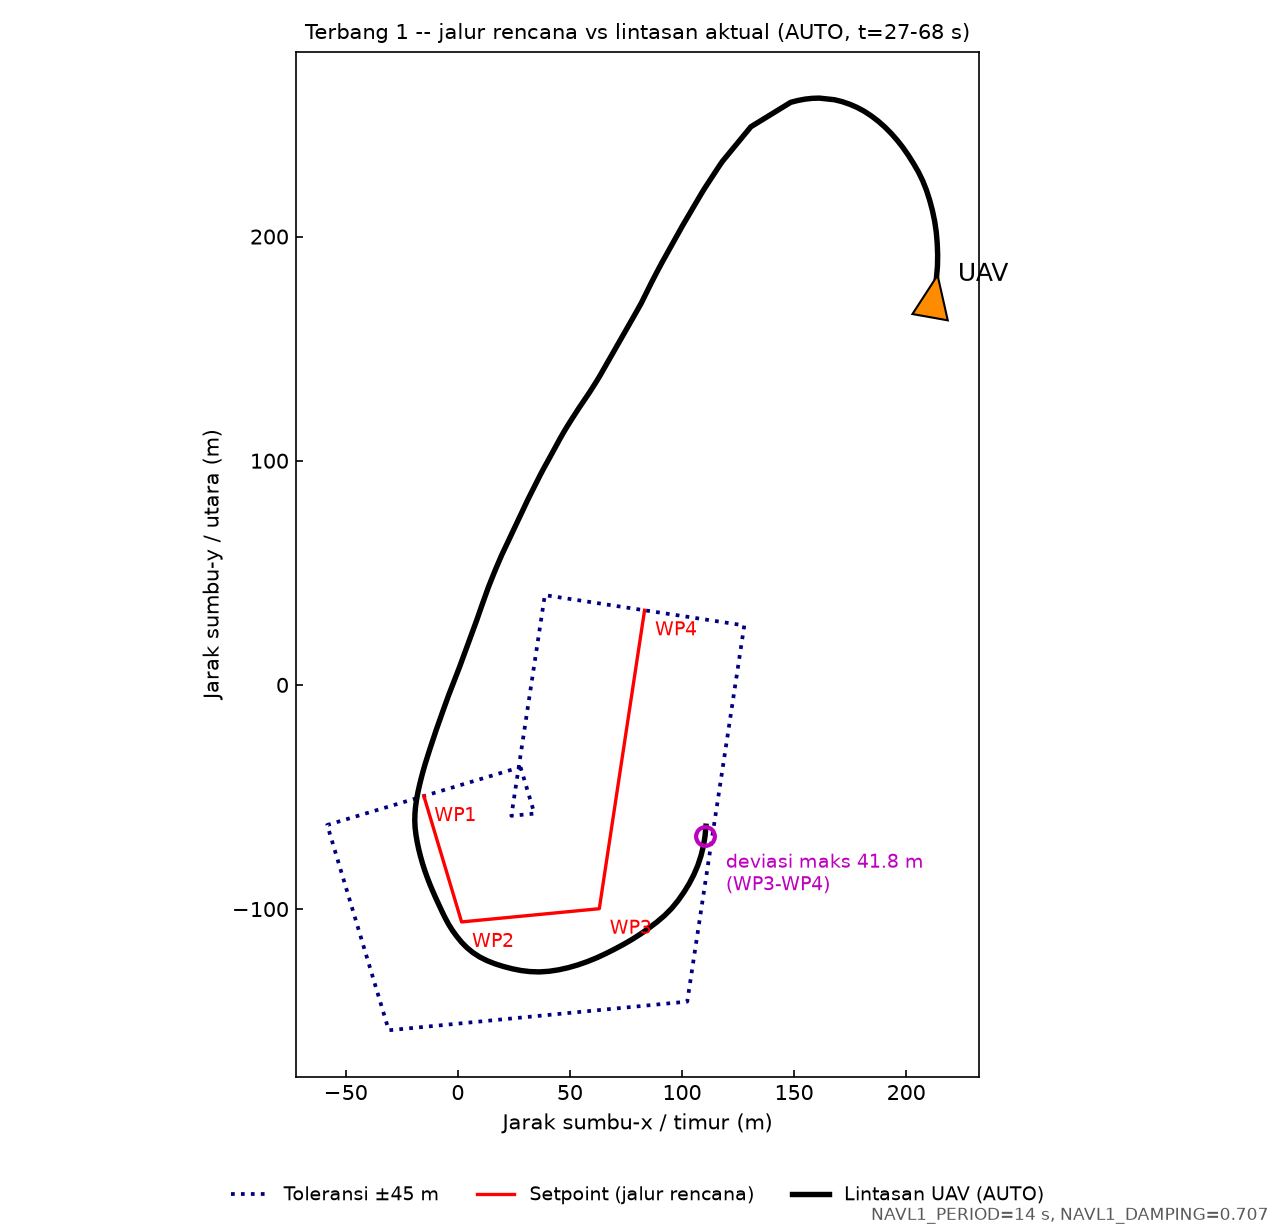 Terbang 1 -- jalur rencana vs lintasan aktual (AUTO, t=27-68 s)
Jarak sumbu-y / utara (m)
200
100
0
−100
UAV
WP4
WP1
deviasi maks 41.8 m
(WP3-WP4)
WP3
WP2
−50
0
50
100
150
200
Jarak sumbu-x / timur (m)
Toleransi ±45 m
Setpoint (jalur rencana)
Lintasan UAV (AUTO)
NAVL1_PERIOD=14 s, NAVL1_DAMPING=0.707